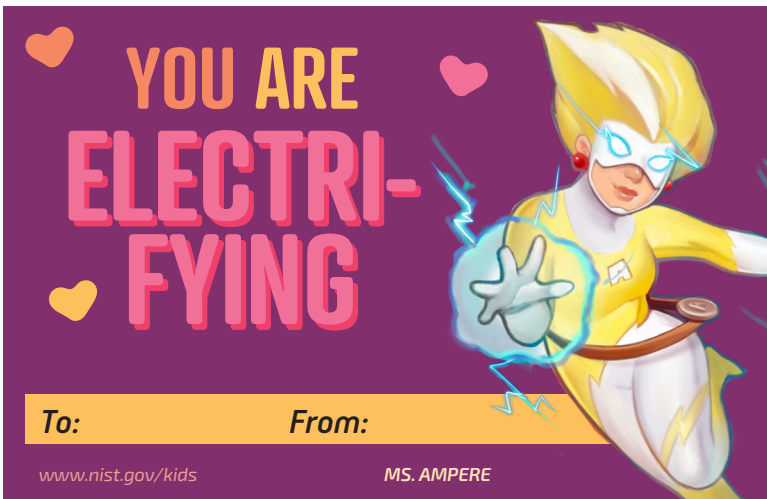 YOU ARE
ELECTRI-
FYING
To: From:
www.nist.gov/kids MS. AMPERE
A